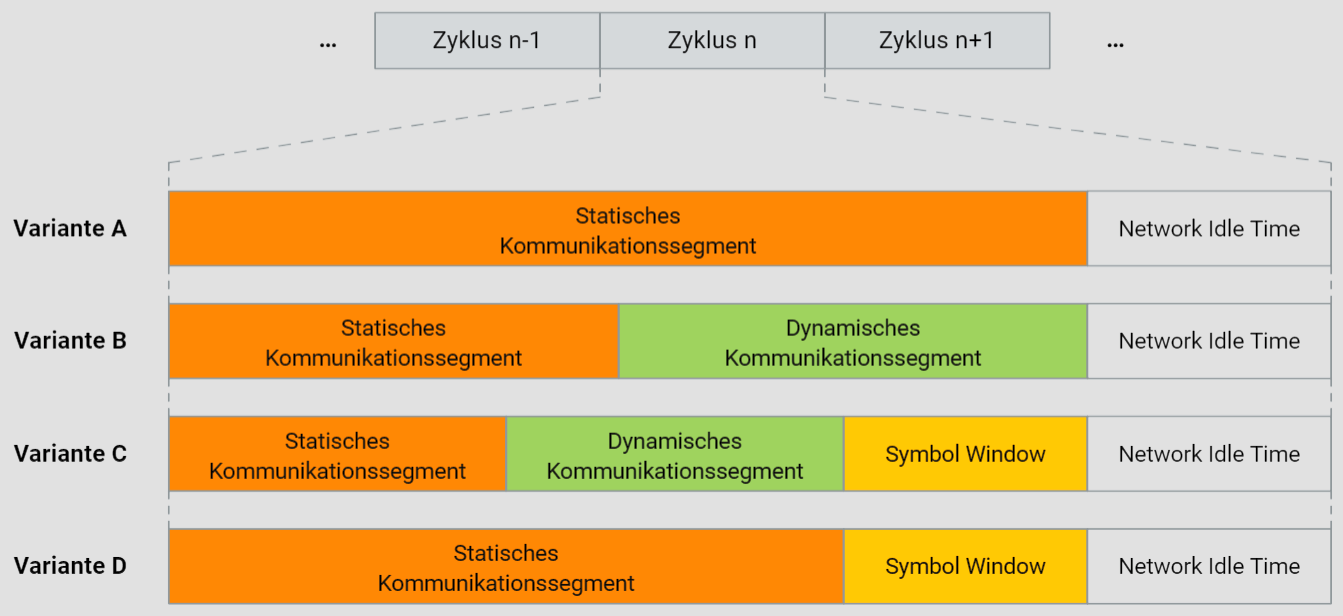 ... Zyklus n-1 Zyklus n Zyklus n+1 ...
Variante A
Statisches
Kommunikationssegment
Network Idle Time
Variante B
Statisches
Kommunikationssegment
Dynamisches
Kommunikationssegment
Network Idle Time
Variante C
Statisches
Kommunikationssegment
Dynamisches
Kommunikationssegment
Symbol Window
Network Idle Time
Variante D
Statisches
Kommunikationssegment
Symbol Window
Network Idle Time